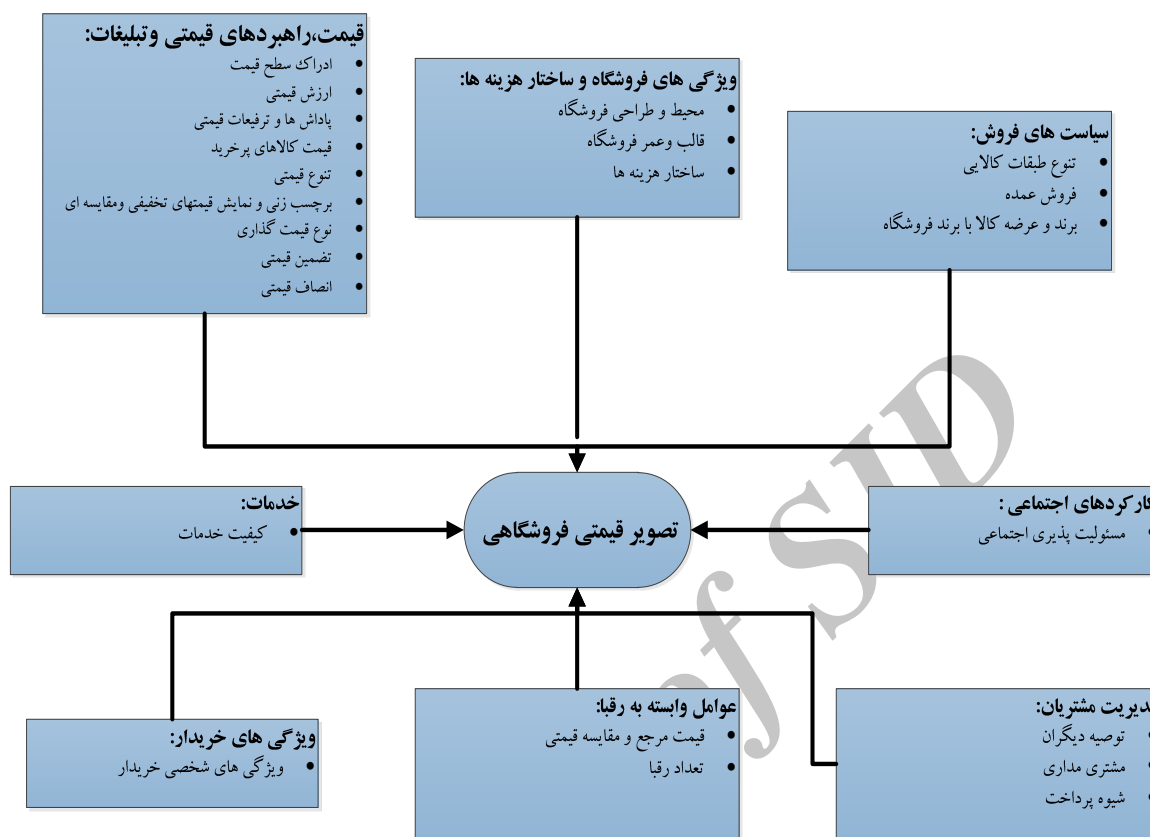 قیمت،راهبردهای قیمتی وتبلیغات:
ادراک سطح قیمت
ارزش قیمتی
پاداش ها و ترفیعات قیمتی
قیمت کالاهای پرخرید
تنوع قیمتی
برچسب زنی و نمایش قیمتهای تخفیفی ومقایسه ای
نوع قیمت گذاری
تضمین قیمتی
انصاف قیمتی
ویژگی های فروشگاه و ساختار هزینه ها:
محیط و طراحی فروشگاه
قالب وعمر فروشگاه
ساختار هزینه ها
سیاست های فروش:
تنوع طبقات کالایی
فروش عمده
برند و عرضه کالا با برند فروشگاه
خدمات:
کیفیت خدمات
تصویر قیمتی فروشگاهی
کارکردهای اجتماعی :
مسئولیت پذیری اجتماعی
ویژگی های خریدار:
ویژگی های شخصی خریدار
عوامل وابسته به رقبا:
قیمت مرجع و مقایسه قیمتی
تعداد رقبا
مدیریت مشتریان:
توصیه دیگران
مشتری مداری
شیوه پرداخت
of SID